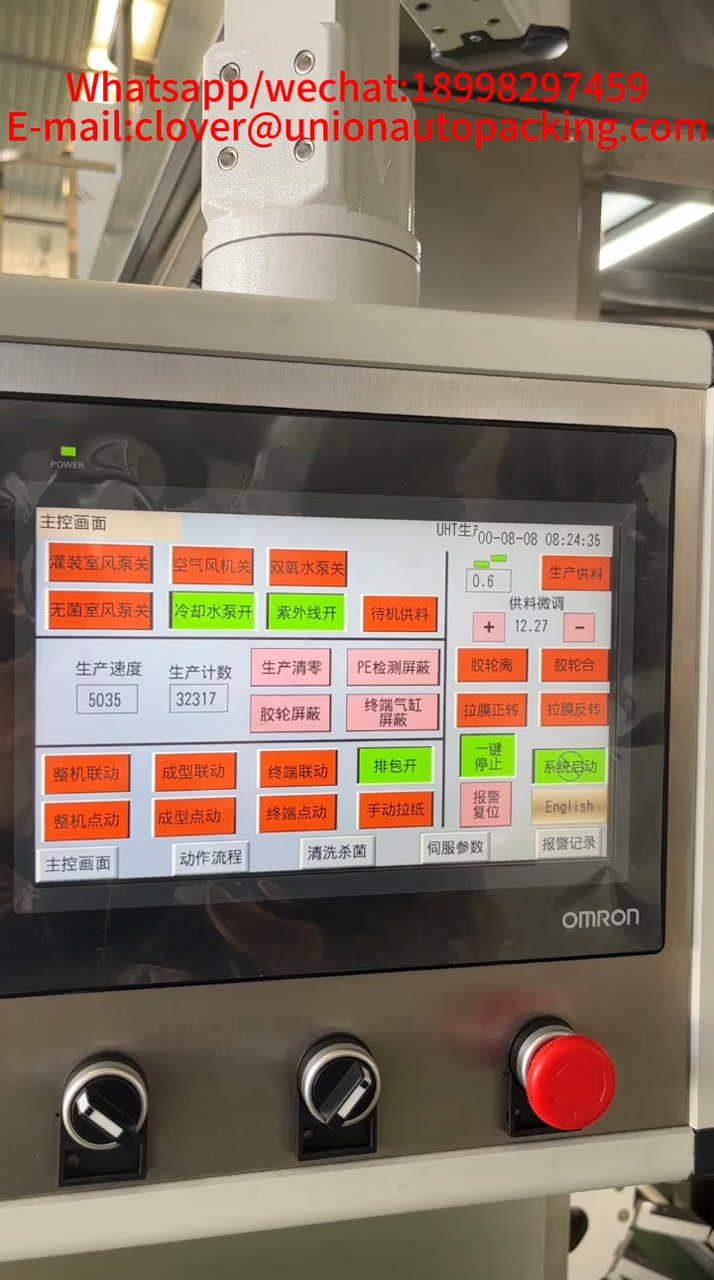 Whatsapp/wechat:18998297459
E-mail:clover@unionautopacking.com
POWER
主控画面
UHT生产00-08-08 08:24:35
灌装室风泵关 空气风机关 双氧水泵关
0.6 生产供料
无菌室风泵关 冷却水泵开 紫外线开 待机供料
供料微调
+ 12.27 −
生产速度 生产计数 生产清零 PE检测屏蔽 胶轮离 胶轮合
5035 32317 胶轮屏蔽 终端气缸
屏蔽
拉膜正转 拉膜反转
整机联动 成型联动 终端联动 排包开 一键
停止
系统启动
整机点动 成型点动 终端点动 手动拉纸 报警
复位
English
主控画面 动作流程 清洗杀菌 伺服参数 报警记录
OMRON